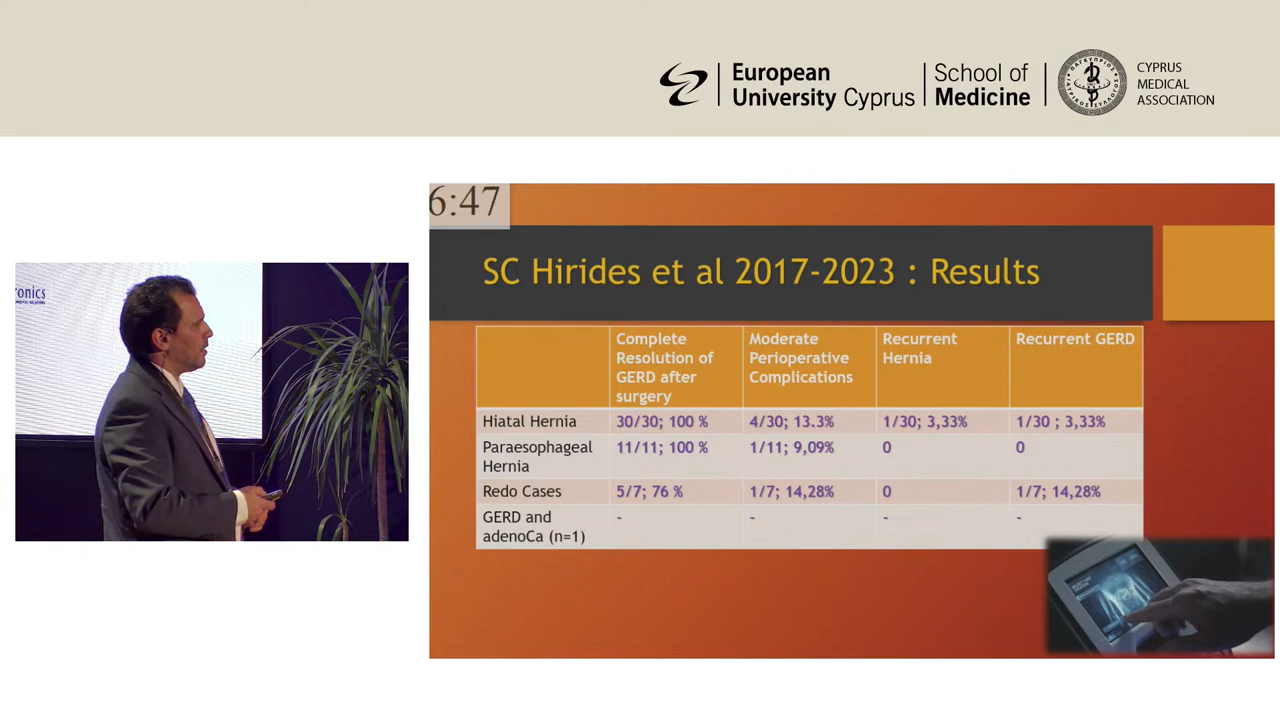 European
University Cyprus
School of
Medicine
CYPRUS
MEDICAL
ASSOCIATION
ΠΑΓΚΥΠΡΙΟΣ
ΙΑΤΡΙΚΟΣ ΣΥΛΛΟΓΟΣ
6:47
ronics
SC Hirides et al 2017-2023 : Results
Complete Resolution of GERD after surgery
Moderate Perioperative Complications
Recurrent Hernia
Recurrent GERD
Hiatal Hernia
30/30; 100 %
4/30; 13.3%
1/30; 3,33%
1/30 ; 3,33%
Paraesophageal Hernia
11/11; 100 %
1/11; 9,09%
0
0
Redo Cases
5/7; 76 %
1/7; 14,28%
0
1/7; 14,28%
GERD and adenoCa (n=1)
-
-
-
-